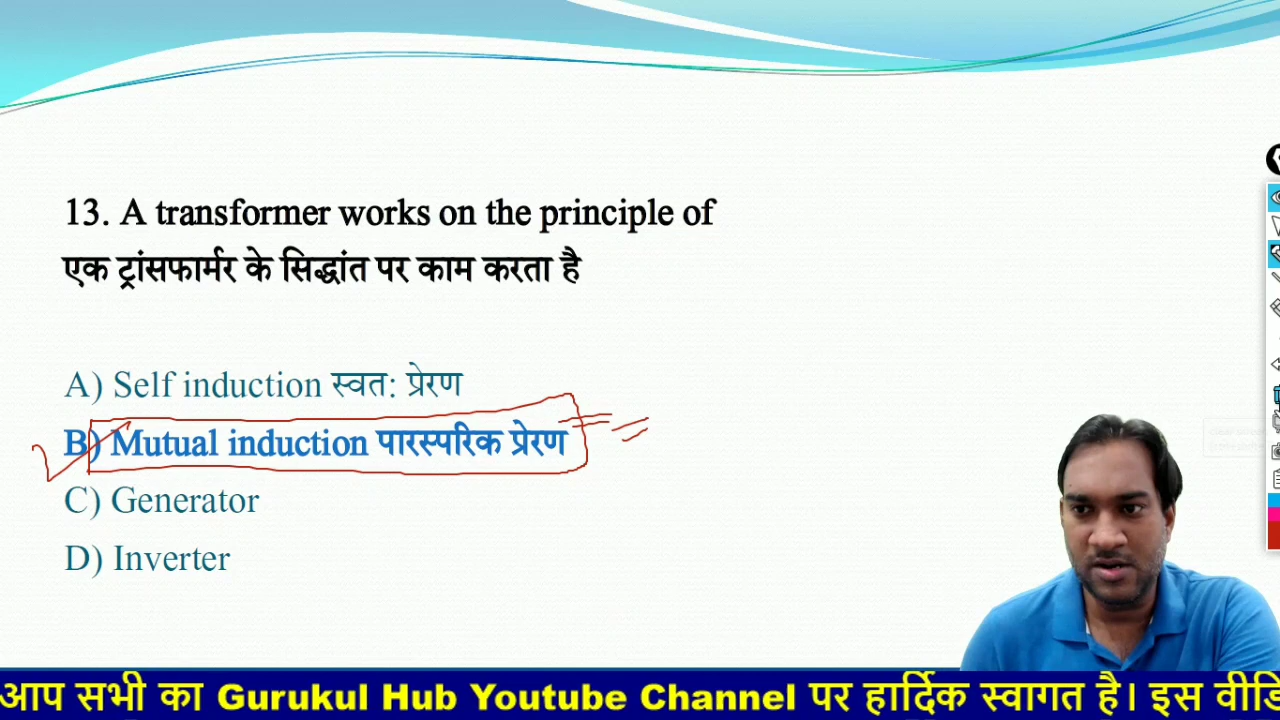 13. A transformer works on the principle of
एक ट्रांसफार्मर के सिद्धांत पर काम करता है
A) Self induction स्वत: प्रेरण
B) Mutual induction पारस्परिक प्रेरण
C) Generator
D) Inverter
आप सभी का Gurukul Hub Youtube Channel पर हार्दिक स्वागत है। इस